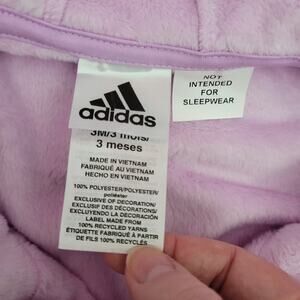 adidas
3M/3 mois/
3 meses
MADE IN VIETNAM
FABRIQUÉ AU VIETNAM
HECHO EN VIETNAM
100% POLYESTER/POLYESTER/
poliéster
EXCLUSIVE OF DECORATION/
EXCLUSIF DES DÉCORATIONS/
EXCLUYENDO LA DECORACIÓN
LABEL MADE FROM
100% RECYCLED YARNS
ÉTIQUETTE FABRIQUÉE À PARTIR
DE FILS 100% RECYCLÉS
NOT
INTENDED
FOR
SLEEPWEAR